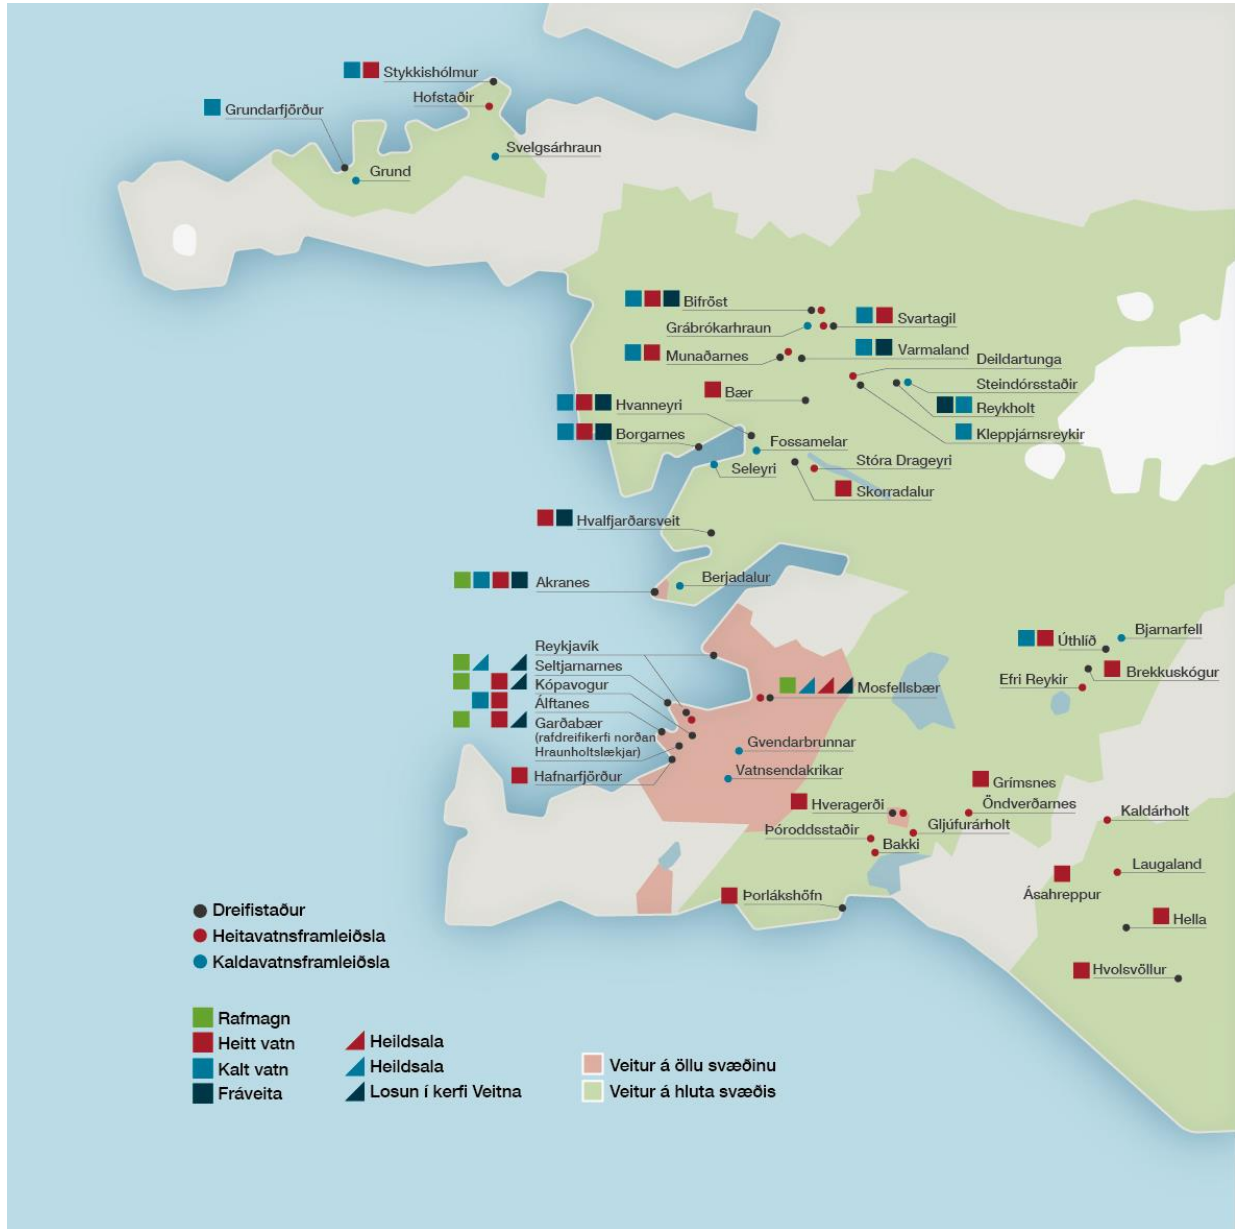 Stykkishólmur
Hofstaðir
Grundarfjörður
Svelgsárhraun
Grund
Bifröst
Grábrókarhraun
Svartagil
Munaðarnes
Varmaland
Deildartunga
Steindórsstaðir
Bær
Reykholt
Hvanneyri
Kleppjárnsreykir
Borgarnes
Fossamelar
Seleyri
Stóra Drageyri
Skorradalur
Hvalfjarðarsveit
Akranes
Berjadalur
Reykjavík
Seltjarnarnes
Kópavogur
Álftanes
Garðabær
(rafdreifikerfi norðan
Hraunholtslækjar)
Hafnarfjörður
Mosfellsbær
Gvendarbrunnar
Vatnsendakrikar
Úthlíð
Bjarnarfell
Brekkuskógur
Efri Reykir
Grímsnes
Öndverðarnes
Hveragerði
Gljúfurárholt
Þóroddsstaðir
Bakki
Kaldárholt
Laugaland
Ásahreppur
Þorlákshöfn
Hella
Hvolsvöllur
Dreifistaður
Heitavatnsframleiðsla
Kaldavatnsframleiðsla
Rafmagn
Heitt vatn
Kalt vatn
Fráveita
Heildsala
Heildsala
Losun í kerfi Veitna
Veitur á öllu svæðinu
Veitur á hluta svæðis